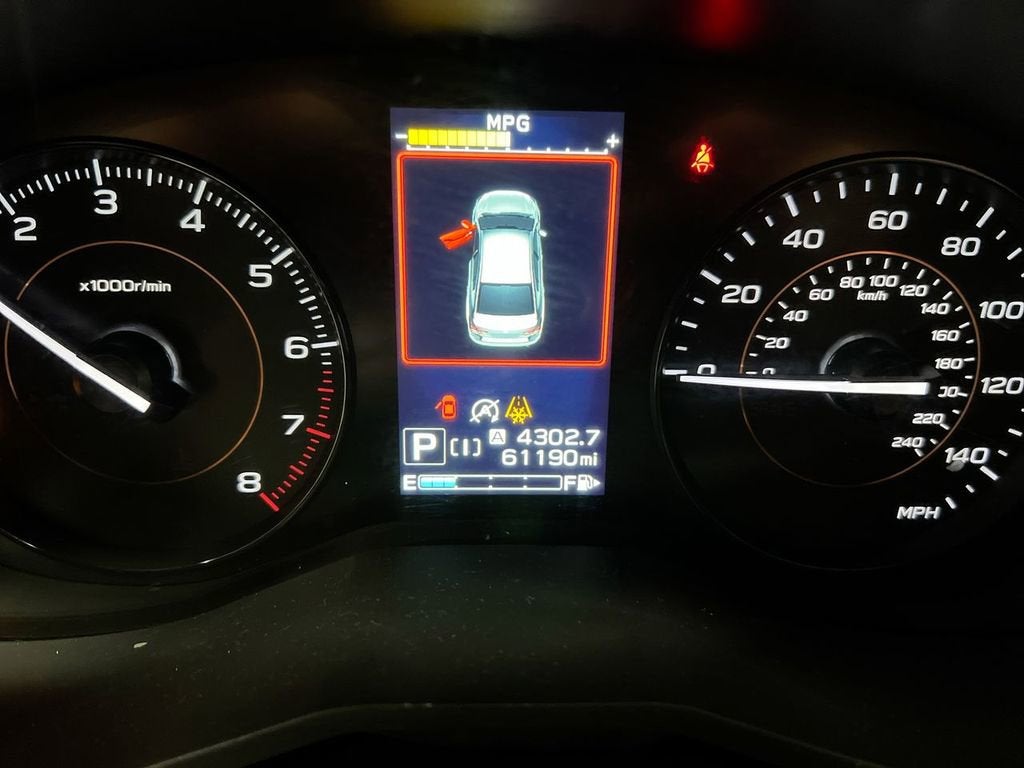 MPG
- +
2 3 4 5 6 7 8
x1000r/min
P [I] A 4302.7
61190mi
E F
0 20 40 60 80 100 120 140
MPH
0 20 40 60 80 100 120 140 160 180 220 240
km/h